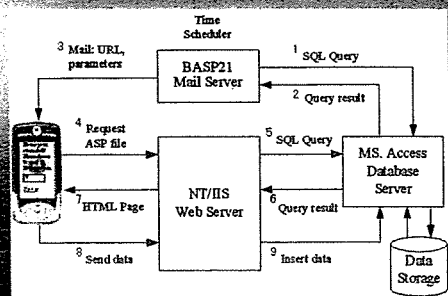 Time
Scheduler
3 Mail: URL,
parameters
BASP21
Mail Server
1 SQL Query
2 Query result
4 Request
ASP file
NT/IIS
Web Server
5 SQL Query
MS. Access
Database
Server
7 HTML Page
6 Query result
8 Send data
9 Insert data
Data
Storage